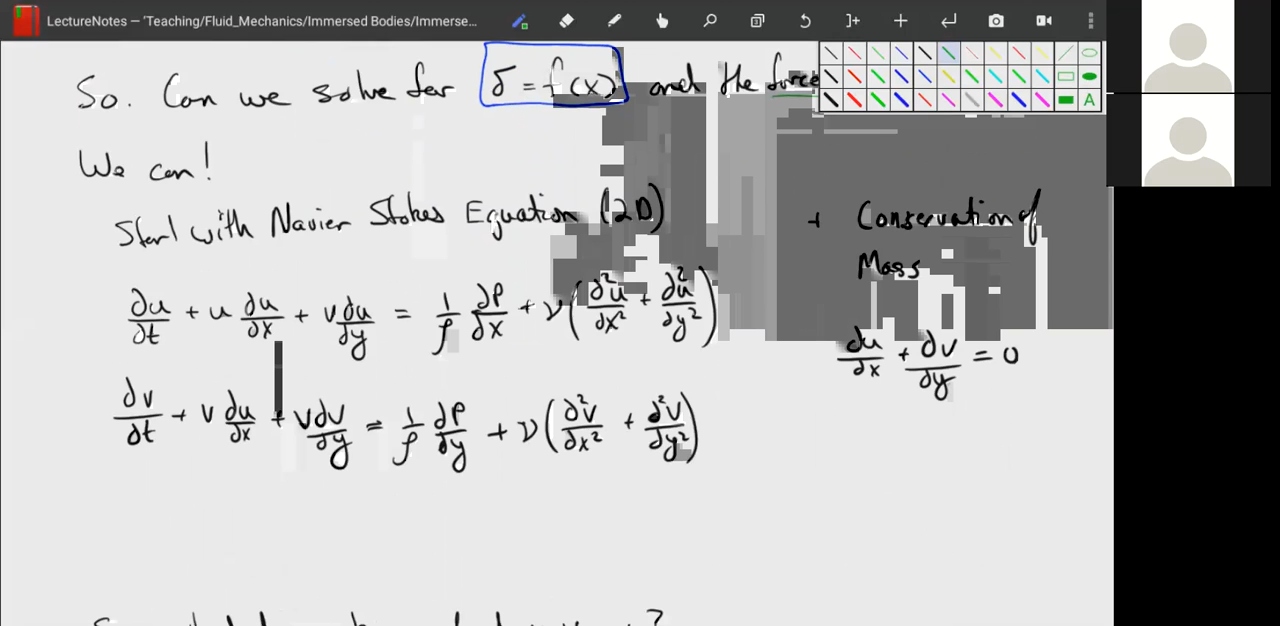 LectureNotes — 'Teaching/Fluid_Mechanics/Immersed Bodies/Immerse...
So. Can we solve for δ = f(x) and the force
We can!
Start with Navier Stokes Equation (2D)
+ Conservation of
Mass
∂u/∂t + u ∂u/∂x + v ∂u/∂y = 1/ρ ∂P/∂x + ν(∂²u/∂x² + ∂²u/∂y²)
∂u/∂x + ∂v/∂y = 0
∂v/∂t + v ∂u/∂x + v ∂v/∂y = 1/ρ ∂P/∂y + ν(∂²v/∂x² + ∂²v/∂y²)